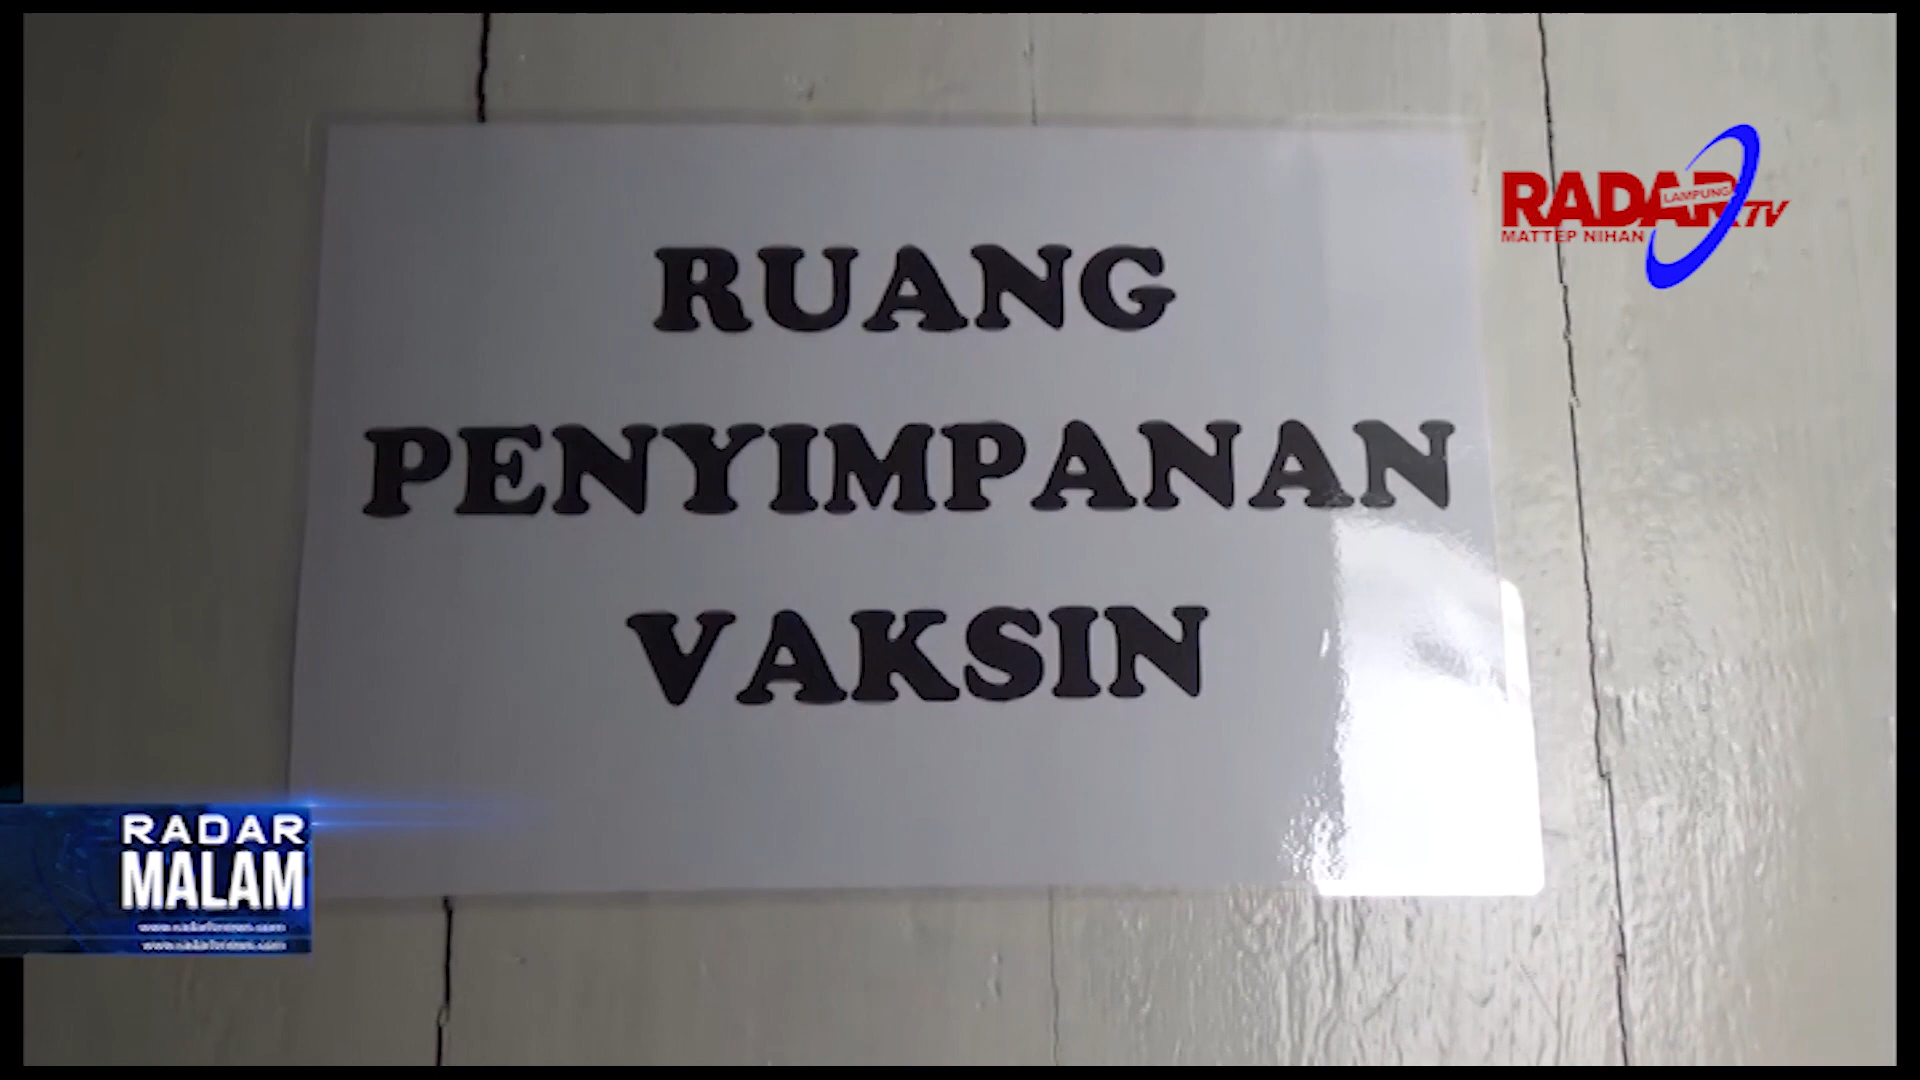 RUANG
PENYIMPANAN
VAKSIN
RADAR
LAMPUNG
TV
MATTEP NIHAN
RADAR
MALAM